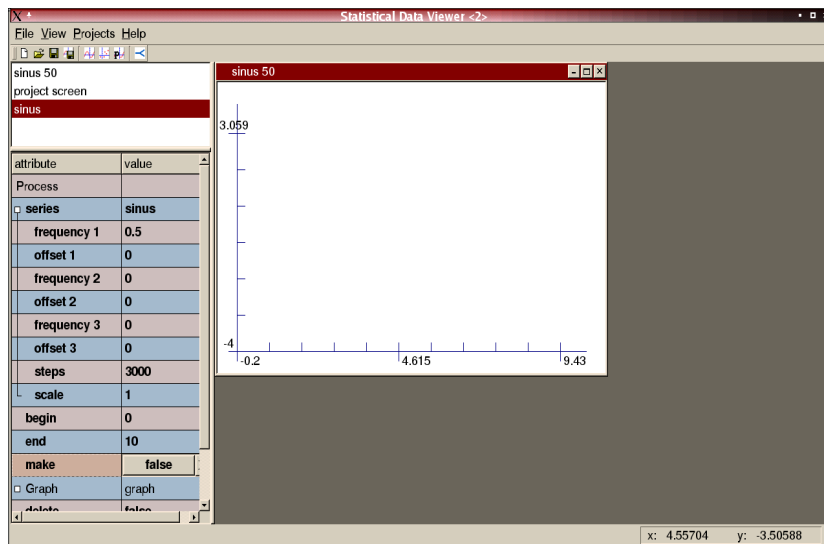 Statistical Data Viewer <2>
File View Projects Help
sinus 50
project screen
sinus
attribute value
Process
series sinus
frequency 1 0.5
offset 1 0
frequency 2 0
offset 2 0
frequency 3 0
offset 3 0
steps 3000
scale 1
begin 0
end 10
make false
Graph graph
delete false
sinus 50
3.059
-4
-0.2 4.615 9.43
x: 4.55704 y: -3.50588